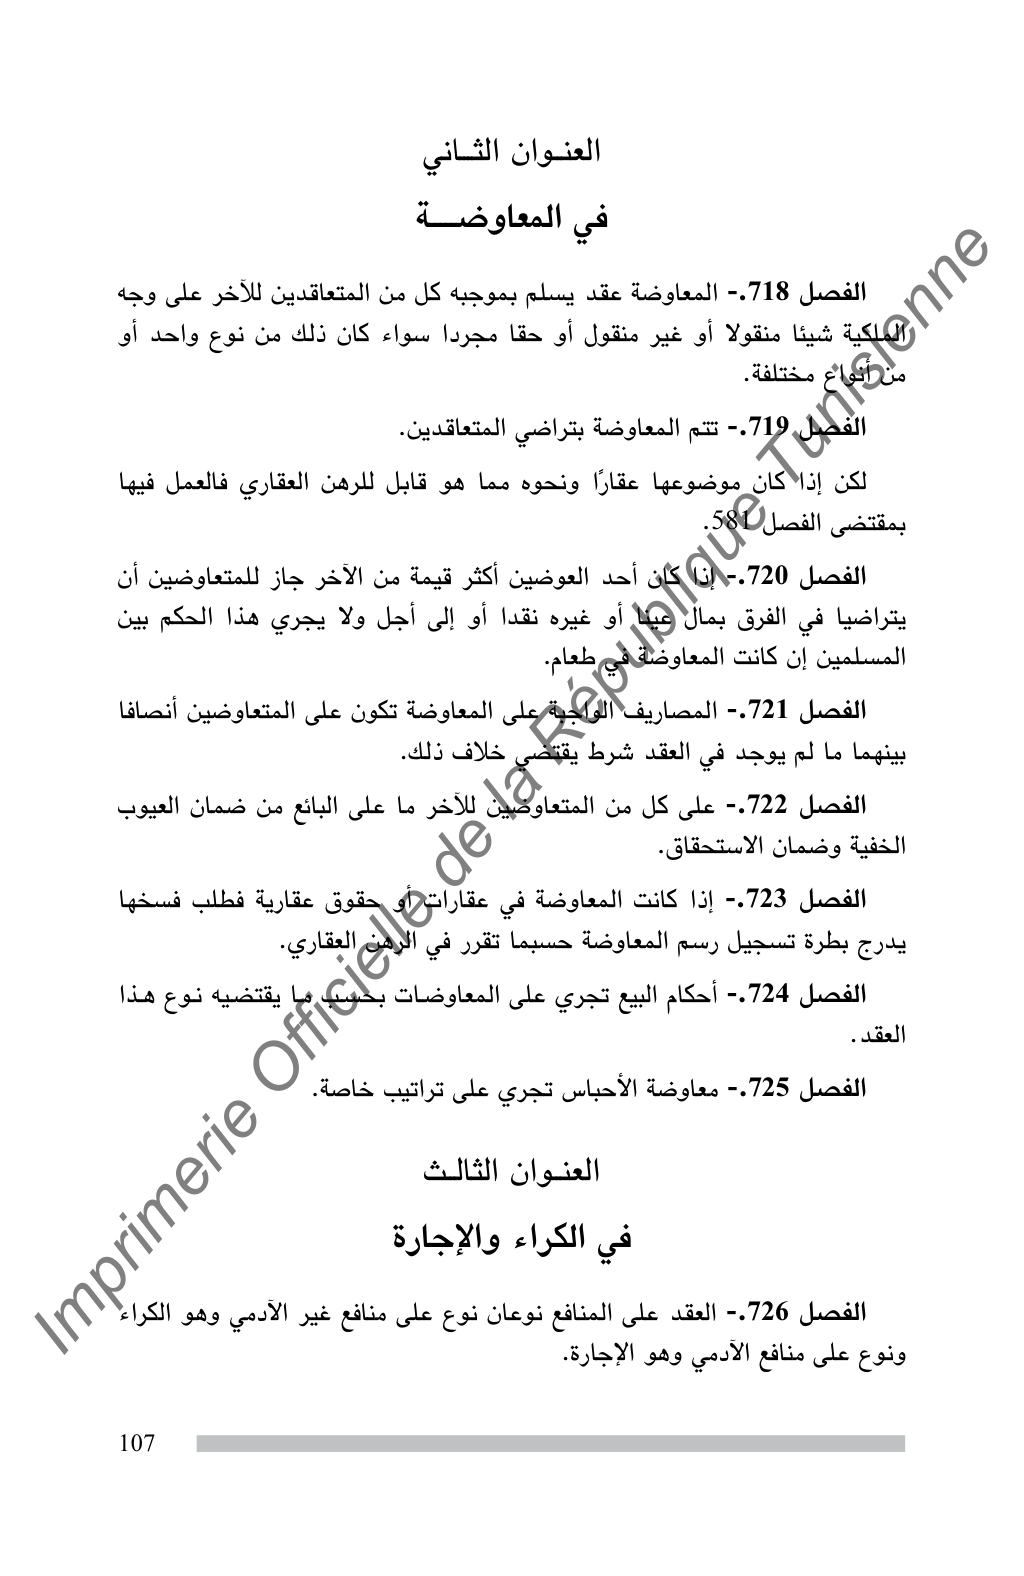 العنـوان الثـاني
في المعاوضـة
الفصل 718.- المعاوضة عقد يسلم بموجبه كل من المتعاقدين للآخر على وجه
الملكية شيئا منقولا أو غير منقول أو حقا مجردا سواء كان ذلك من نوع واحد أو
من أنواع مختلفة.
الفصل 719.- تتم المعاوضة بتراضي المتعاقدين.
لكن إذا كان موضوعها عقارًا ونحوه مما هو قابل للرهن العقاري فالعمل فيها
بمقتضى الفصل 581.
الفصل 720.- إذا كان أحد العوضين أكثر قيمة من الآخر جاز للمتعاوضين أن
يتراضيا في الفرق بمال عينا أو غيره نقدا أو إلى أجل ولا يجري هذا الحكم بين
المسلمين إن كانت المعاوضة في طعام.
الفصل 721.- المصاريف الواجبة على المعاوضة تكون على المتعاوضين أنصافا
بينهما ما لم يوجد في العقد شرط يقتضي خلاف ذلك.
الفصل 722.- على كل من المتعاوضين للآخر ما على البائع من ضمان العيوب
الخفية وضمان الاستحقاق.
الفصل 723.- إذا كانت المعاوضة في عقارات أو حقوق عقارية فطلب فسخها
يدرج بطرة تسجيل رسم المعاوضة حسبما تقرر في الرهن العقاري.
الفصل 724.- أحكام البيع تجري على المعاوضات بحسب ما يقتضيه نوع هذا
العقد.
الفصل 725.- معاوضة الأحباس تجري على تراتيب خاصة.
العنـوان الثالـث
في الكراء والإجارة
الفصل 726.- العقد على المنافع نوعان نوع على منافع غير الآدمي وهو الكراء
ونوع على منافع الآدمي وهو الإجارة.
107
Imprimerie Officielle de la République Tunisienne